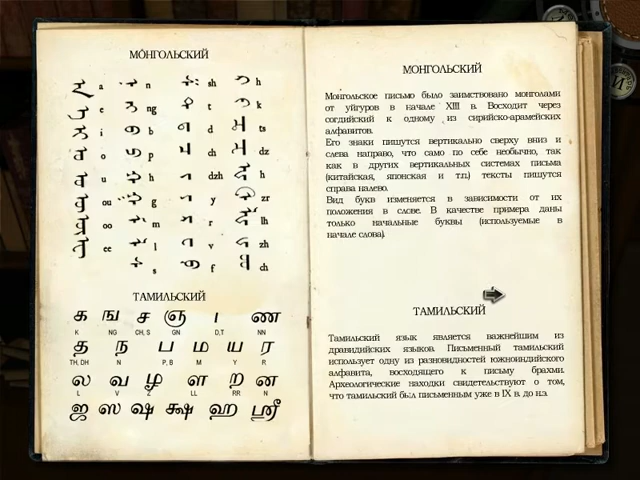 МОНГОЛЬСКИЙ
a n sh h
e ng t k
i b d ts
o p ch dz
u h dzh h
ou g y zr
oo m r lh
ee l v zh
s f ch
ТАМИЛЬСКИЙ
க ங ச ஞ ட ண
K NG CH, S GN D,T NN
த ந ப ம ய ர
TH, DH N P, B M Y R
ல வ ழ ள ற ன
L V Z LL RR N
ஜ ஸ ஷ க்ஷ ஹ ஸ்ரீ
МОНГОЛЬСКИЙ
Монгольское письмо было заимствовано монголами
от уйгуров в начале XIII в. Восходит через
согдийский к одному из сирийско-арамейских
алфавитов.
Его знаки пишутся вертикально сверху вниз и
слева направо, что само по себе необычно, так
как в других вертикальных системах письма
(китайская, японская и т.п.) тексты пишутся
справа налево.
Вид букв изменяется в зависимости от их
положения в слове. В качестве примера даны
только начальные буквы (используемые в
начале слова).
ТАМИЛЬСКИЙ
Тамильский язык является важнейшим из
дравидийских языков. Письменный тамильский
использует одну из разновидностей южноиндийского
алфавита, восходящего к письму брахми.
Археологические находки свидетельствуют о том,
что тамильский был письменным уже в IX в. до н.э.